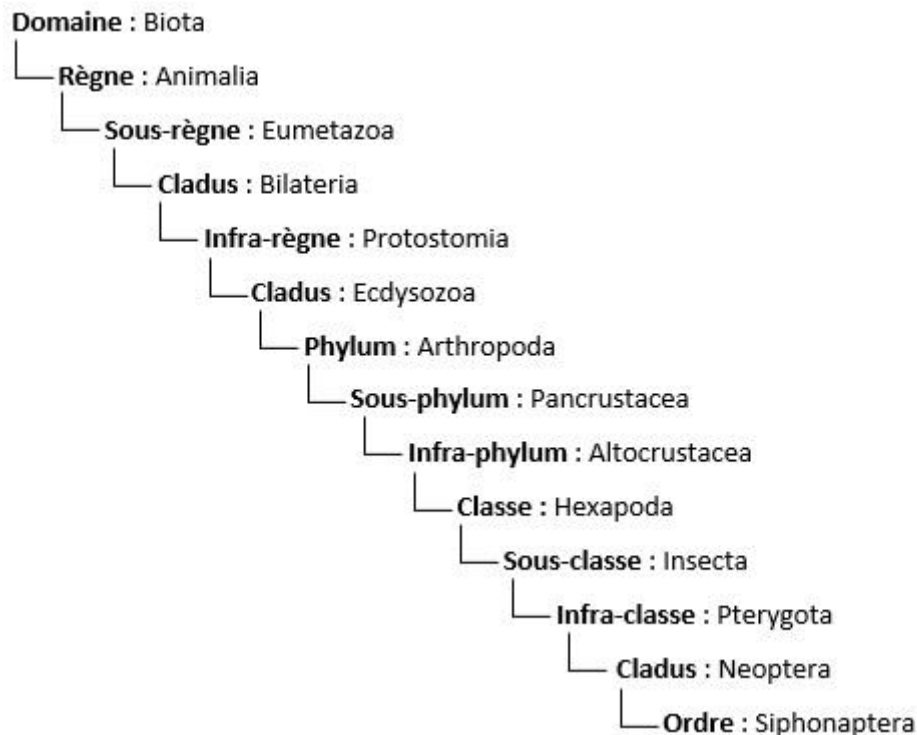 Domaine : Biota
Règne : Animalia
Sous-règne : Eumetazoa
Cladus : Bilateria
Infra-règne : Protostomia
Cladus : Ecdysozoa
Phylum : Arthropoda
Sous-phylum : Pancrustacea
Infra-phylum : Altocrustacea
Classe : Hexapoda
Sous-classe : Insecta
Infra-classe : Pterygota
Cladus : Neoptera
Ordre : Siphonaptera